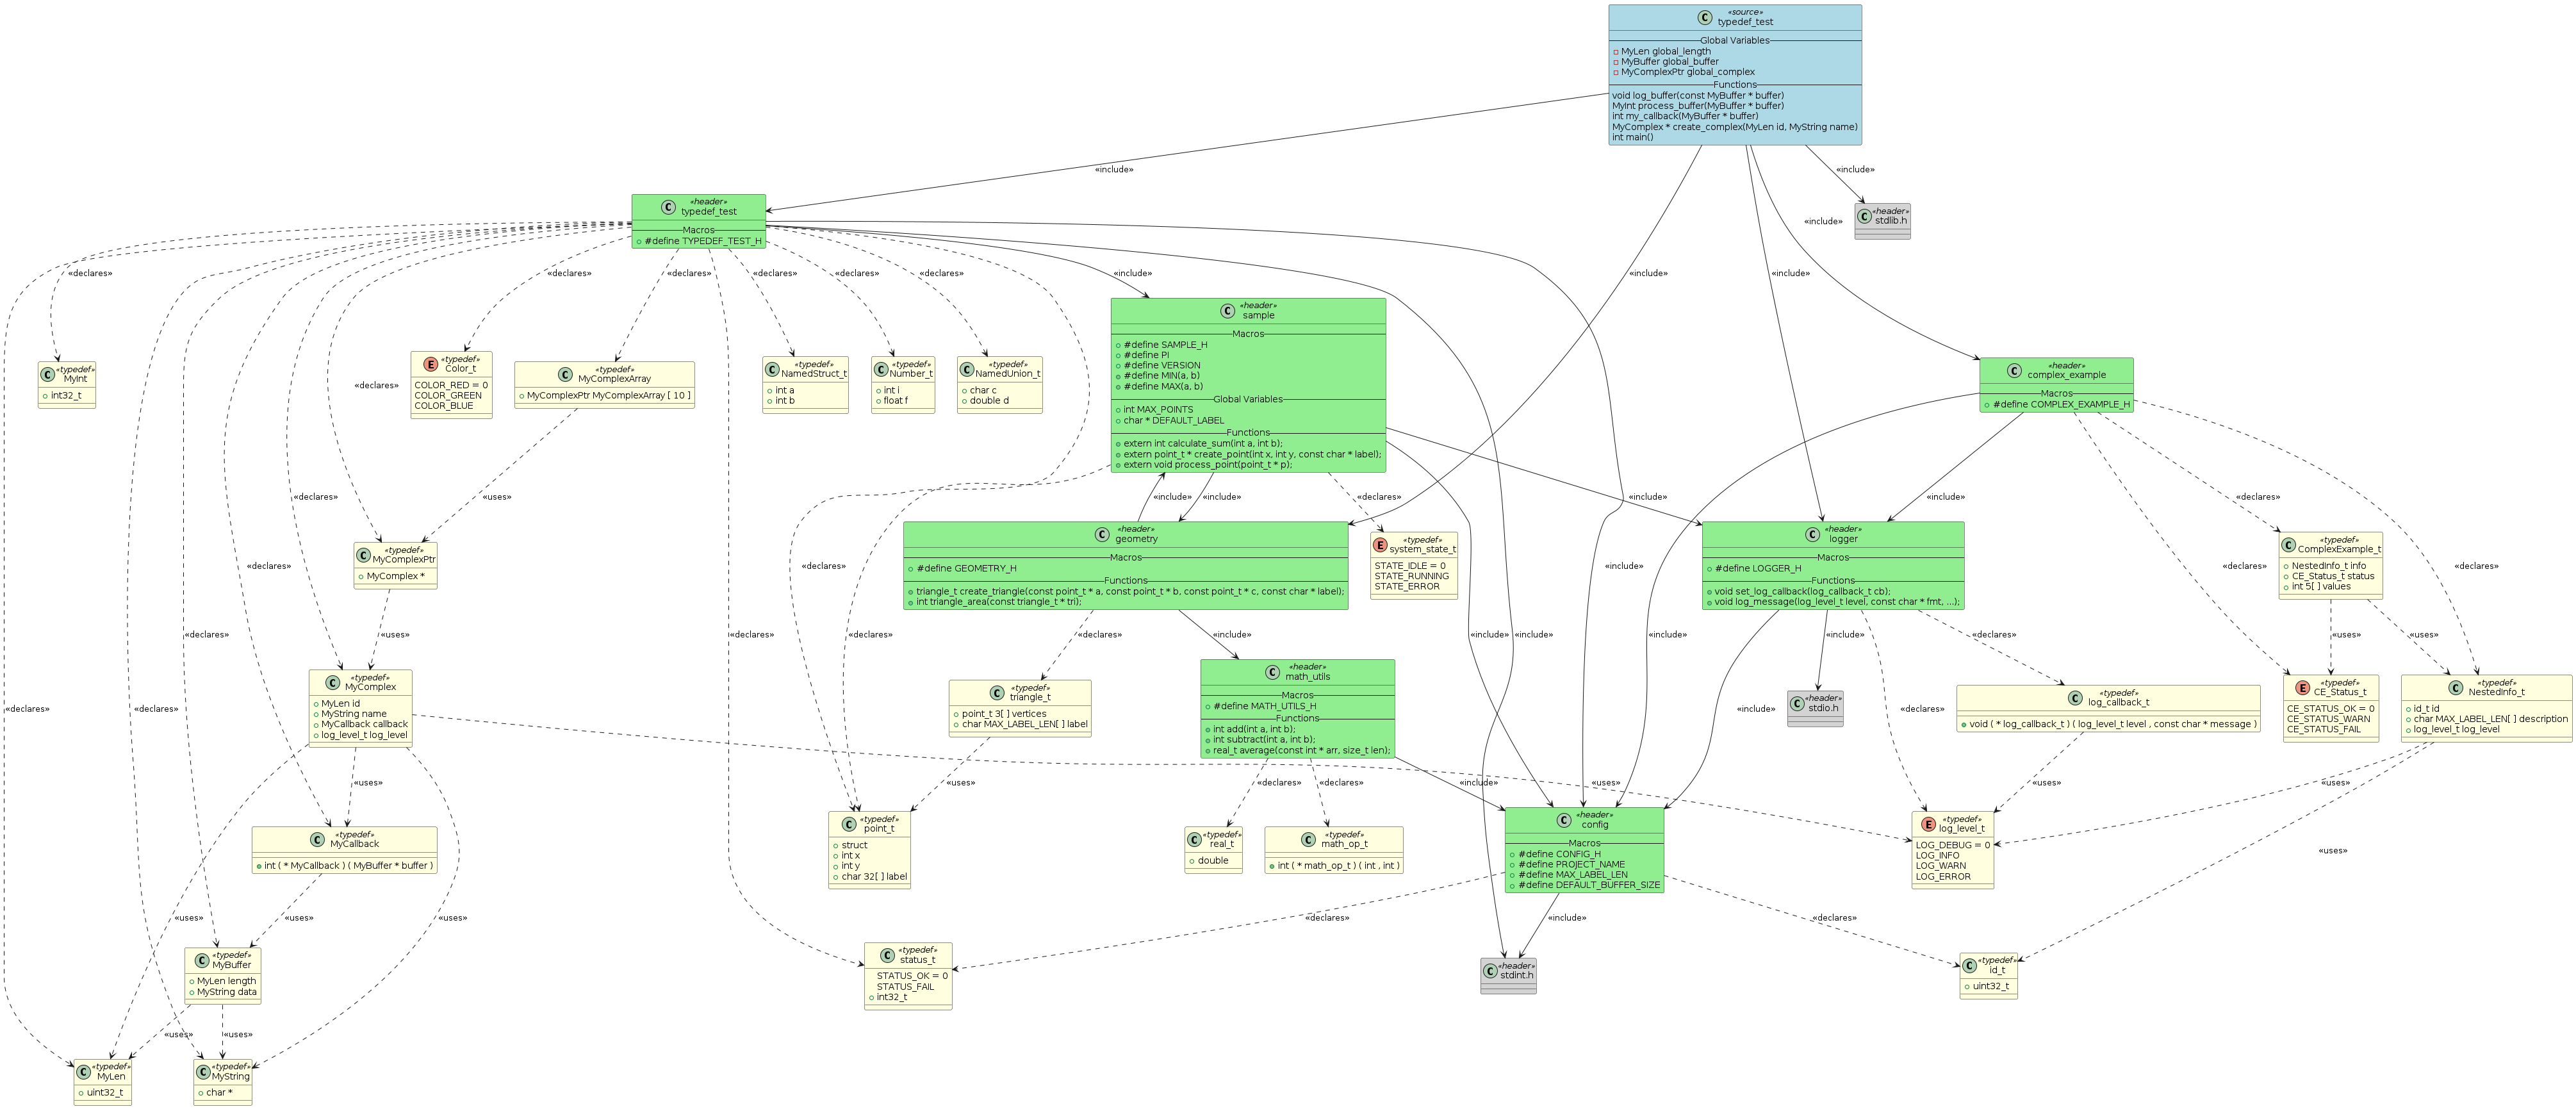 «source»
typedef_test
Global Variables
MyLen global_length
MyBuffer global_buffer
MyComplexPtr global_complex
Functions
void log_buffer(const MyBuffer * buffer)
MyInt process_buffer(MyBuffer * buffer)
int my_callback(MyBuffer * buffer)
MyComplex * create_complex(MyLen id, MyString name)
int main()
«include»
«include»
«include»
«include»
«include»
«header»
typedef_test
Macros
#define TYPEDEF_TEST_H
«header»
stdlib.h
«declares»
«declares»
«declares»
«declares»
«declares»
«declares»
«include»
«header»
sample
Macros
#define SAMPLE_H
#define PI
#define VERSION
#define MIN(a, b)
#define MAX(a, b)
Global Variables
int MAX_POINTS
char * DEFAULT_LABEL
Functions
extern int calculate_sum(int a, int b);
extern point_t * create_point(int x, int y, const char * label);
extern void process_point(point_t * p);
«typedef»
MyInt
int32_t
«typedef»
Color_t
COLOR_RED = 0
COLOR_GREEN
COLOR_BLUE
«typedef»
MyComplexArray
MyComplexPtr MyComplexArray [ 10 ]
«typedef»
NamedStruct_t
int a
int b
«typedef»
Number_t
int i
float f
«typedef»
NamedUnion_t
char c
double d
«header»
complex_example
Macros
#define COMPLEX_EXAMPLE_H
«declares»
«declares»
«uses»
«include»
«include»
«declares»
«include»
«include»
«declares»
«header»
geometry
Macros
#define GEOMETRY_H
Functions
triangle_t create_triangle(const point_t * a, const point_t * b, const point_t * c, const char * label);
int triangle_area(const triangle_t * tri);
«typedef»
system_state_t
STATE_IDLE = 0
STATE_RUNNING
STATE_ERROR
«header»
logger
Macros
#define LOGGER_H
Functions
void set_log_callback(log_callback_t cb);
void log_message(log_level_t level, const char * fmt, ...);
«typedef»
ComplexExample_t
NestedInfo_t info
CE_Status_t status
int 5[ ] values
«typedef»
MyComplexPtr
MyComplex *
«declares»
«declares»
«include»
«declares»
«declares»
«declares»
«uses»
«declares»
«declares»
«declares»
«include»
«include»
«include»
«include»
«include»
«declares»
«uses»
«uses»
«typedef»
MyComplex
MyLen id
MyString name
MyCallback callback
log_level_t log_level
«typedef»
triangle_t
point_t 3[ ] vertices
char MAX_LABEL_LEN[ ] label
«header»
math_utils
Macros
#define MATH_UTILS_H
Functions
int add(int a, int b);
int subtract(int a, int b);
real_t average(const int * arr, size_t len);
«header»
stdio.h
«typedef»
log_callback_t
void ( * log_callback_t ) ( log_level_t level , const char * message )
«typedef»
CE_Status_t
CE_STATUS_OK = 0
CE_STATUS_WARN
CE_STATUS_FAIL
«typedef»
NestedInfo_t
id_t id
char MAX_LABEL_LEN[ ] description
log_level_t log_level
«declares»
«declares»
«include»
«declares»
«uses»
«uses»
«declares»
«declares»
«include»
«uses»
«uses»
«uses»
«typedef»
MyCallback
int ( * MyCallback ) ( MyBuffer * buffer )
«typedef»
point_t
struct
int x
int y
char 32[ ] label
«typedef»
real_t
double
«typedef»
math_op_t
int ( * math_op_t ) ( int , int )
«header»
config
Macros
#define CONFIG_H
#define PROJECT_NAME
#define MAX_LABEL_LEN
#define DEFAULT_BUFFER_SIZE
«typedef»
log_level_t
LOG_DEBUG = 0
LOG_INFO
LOG_WARN
LOG_ERROR
«uses»
«uses»
«uses»
«uses»
«declares»
«include»
«declares»
«typedef»
MyBuffer
MyLen length
MyString data
«typedef»
status_t
STATUS_OK = 0
STATUS_FAIL
int32_t
«header»
stdint.h
«typedef»
id_t
uint32_t
«uses»
«uses»
«typedef»
MyLen
uint32_t
«typedef»
MyString
char *